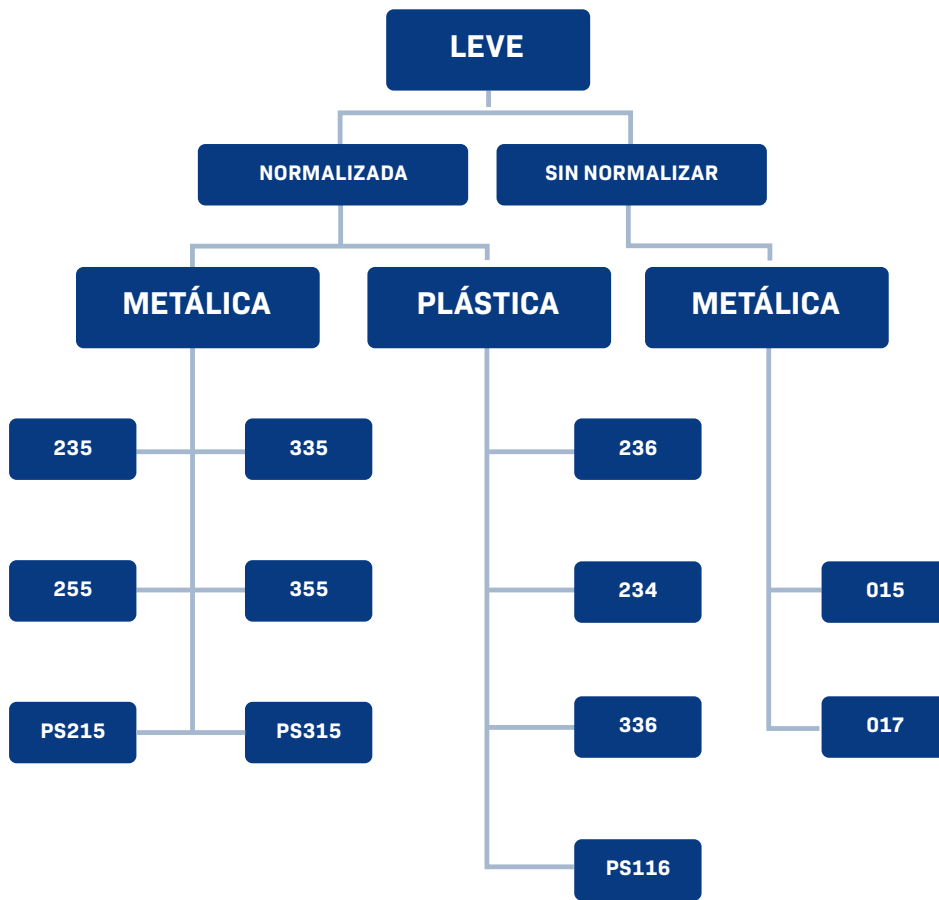 LEVE
NORMALIZADA
SIN NORMALIZAR
METÁLICA
PLÁSTICA
METÁLICA
235
335
236
255
355
234
015
PS215
PS315
336
017
PS116